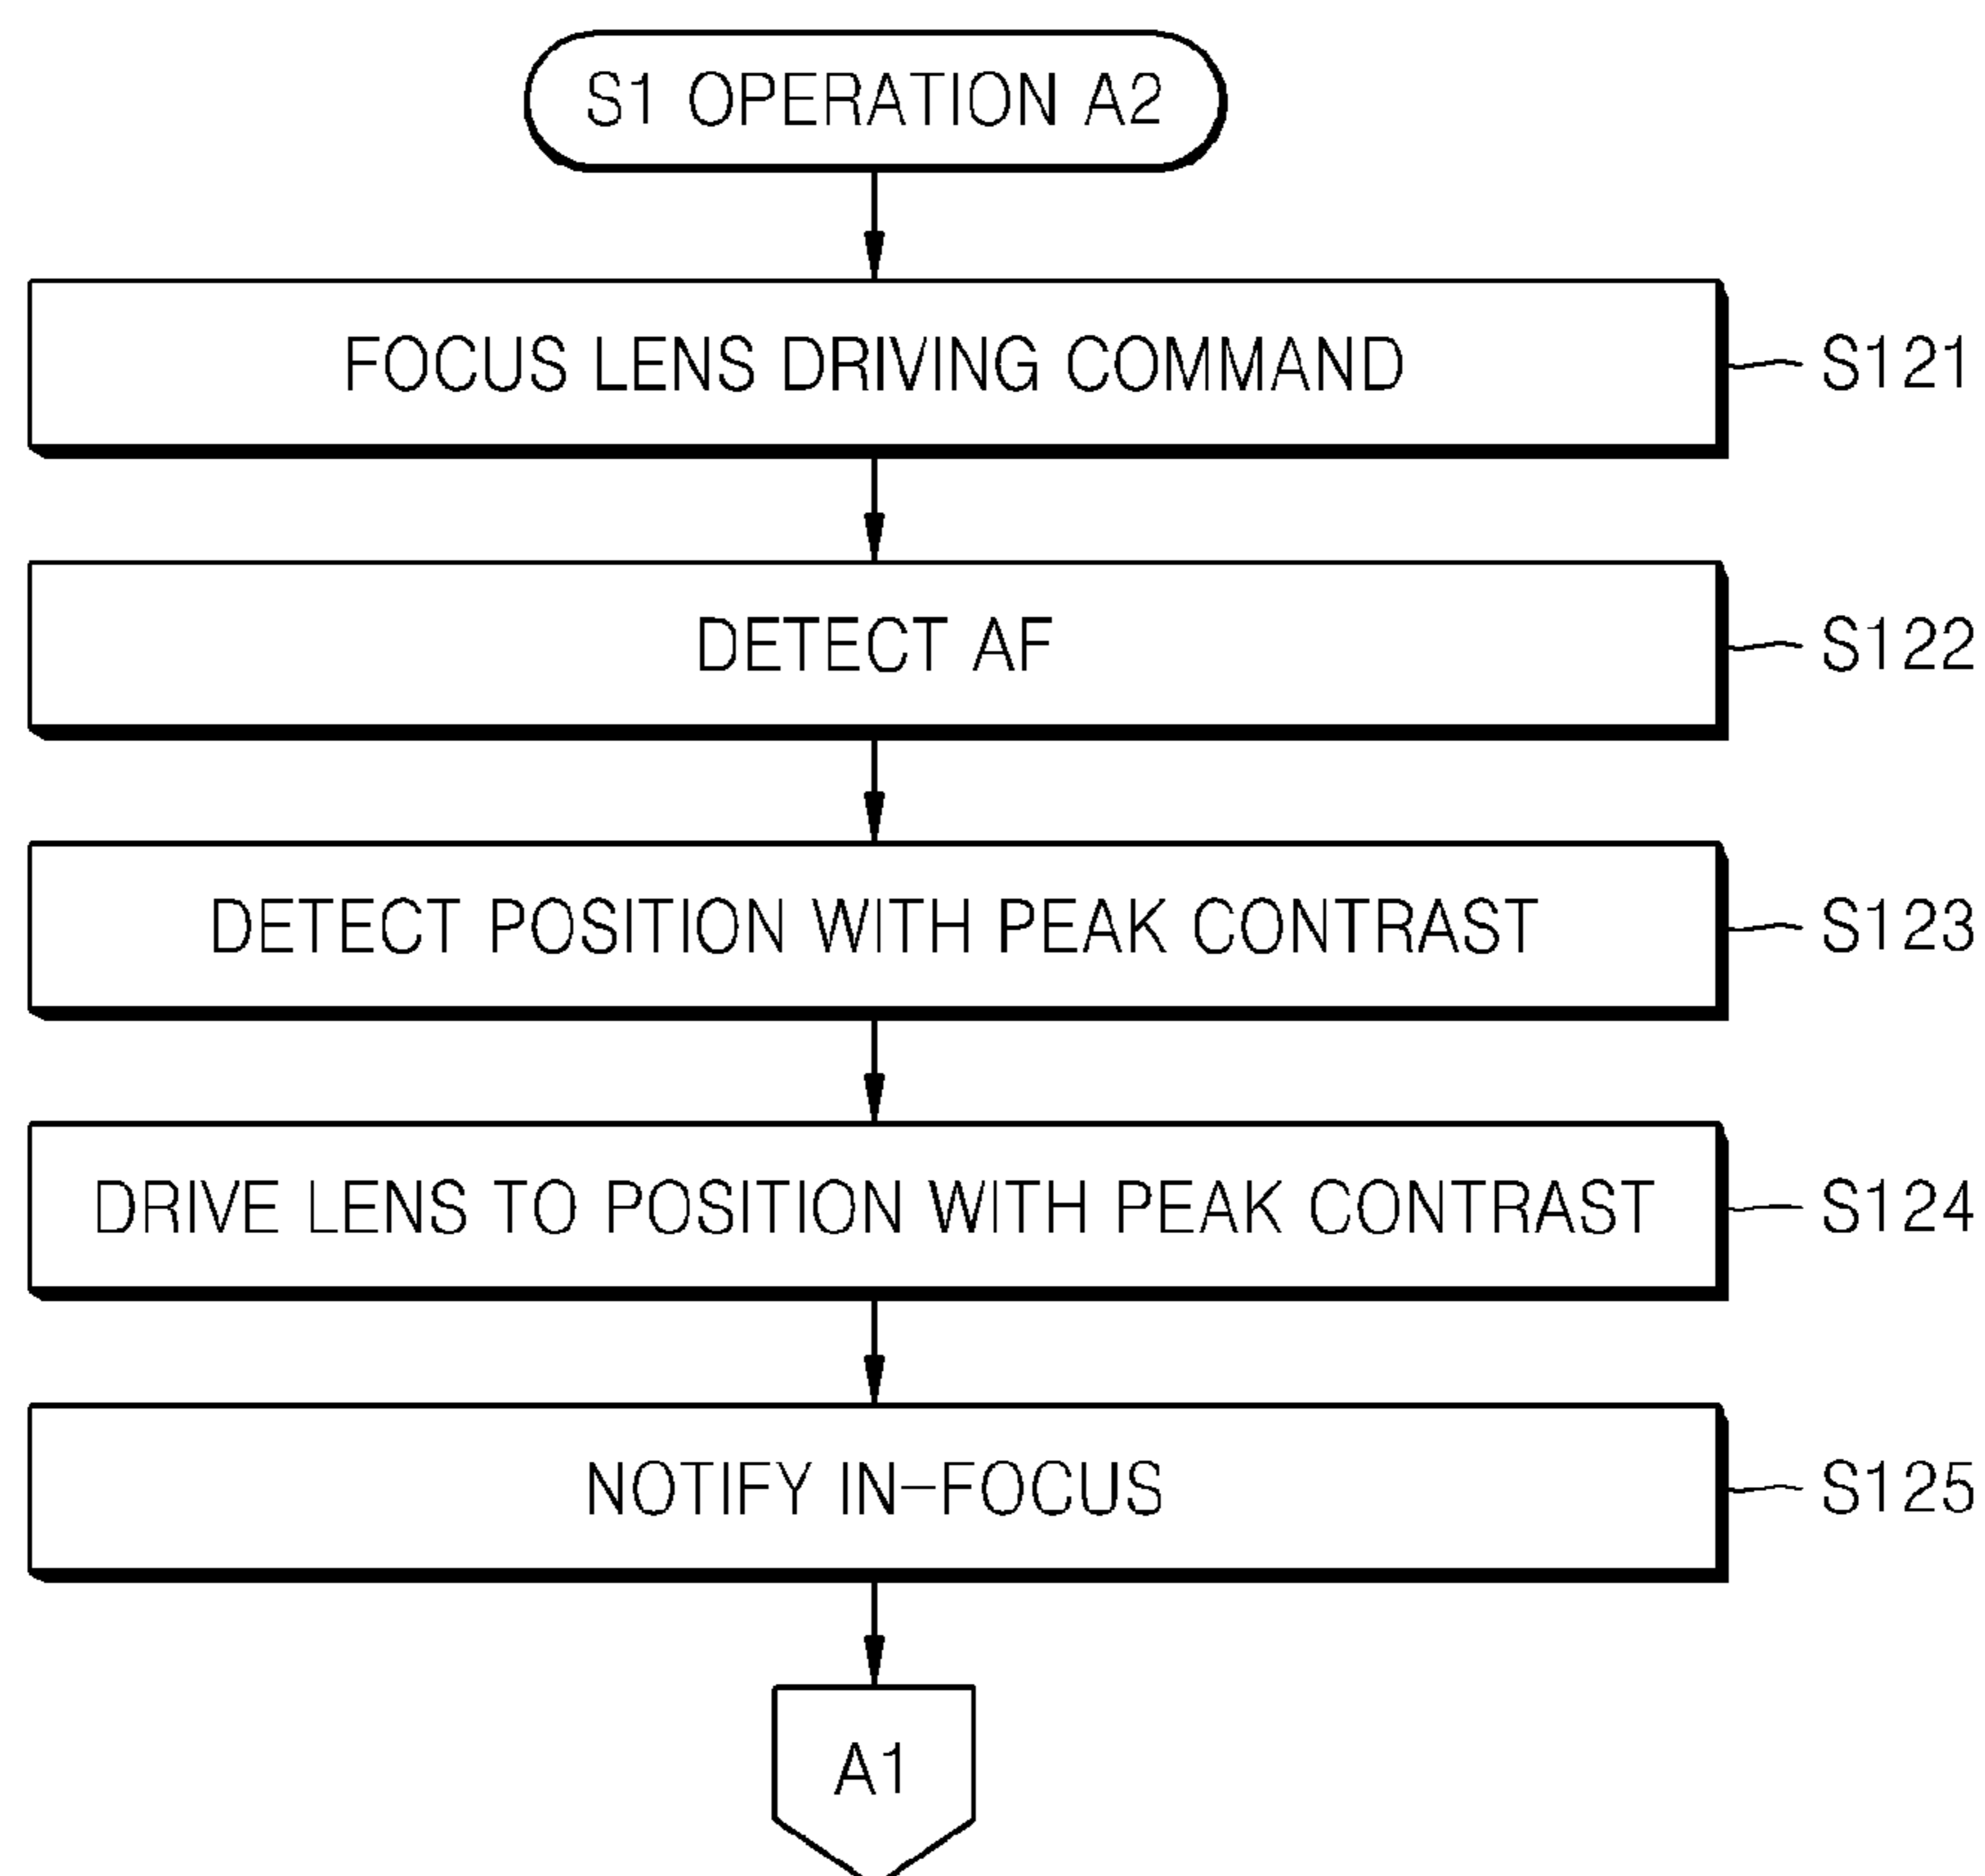 S1 OPERATION A2
FOCUS LENS DRIVING COMMAND
S121
DETECT AF
S122
DETECT POSITION WITH PEAK CONTRAST
S123
DRIVE LENS TO POSITION WITH PEAK CONTRAST
S124
NOTIFY IN-FOCUS
S125
A1